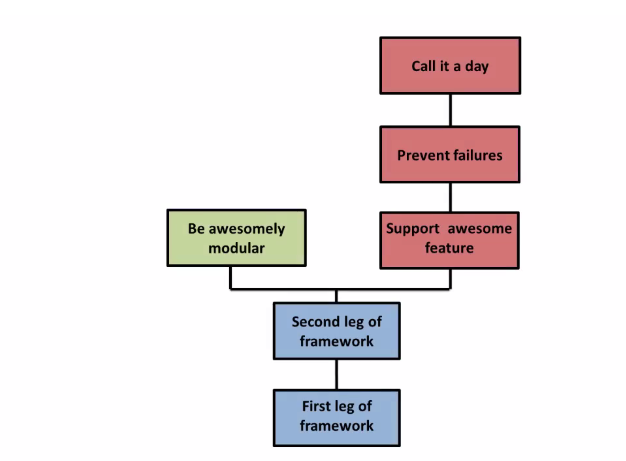 Call it a day
Prevent failures
Be awesomely
modular
Support awesome
feature
Second leg of
framework
First leg of
framework